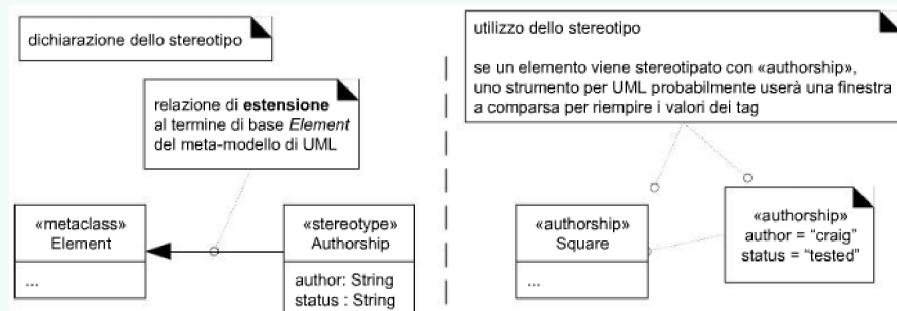 dichiarazione dello stereotipo
relazione di estensione
al termine di base Element
del meta-modello di UML
«metaclass»
Element
...
«stereotype»
Authorship
author: String
status : String
utilizzo dello stereotipo
se un elemento viene stereotipato con «authorship»,
uno strumento per UML probabilmente userà una finestra
a comparsa per riempire i valori dei tag
«authorship»
Square
...
«authorship»
author = “craig”
status = “tested”